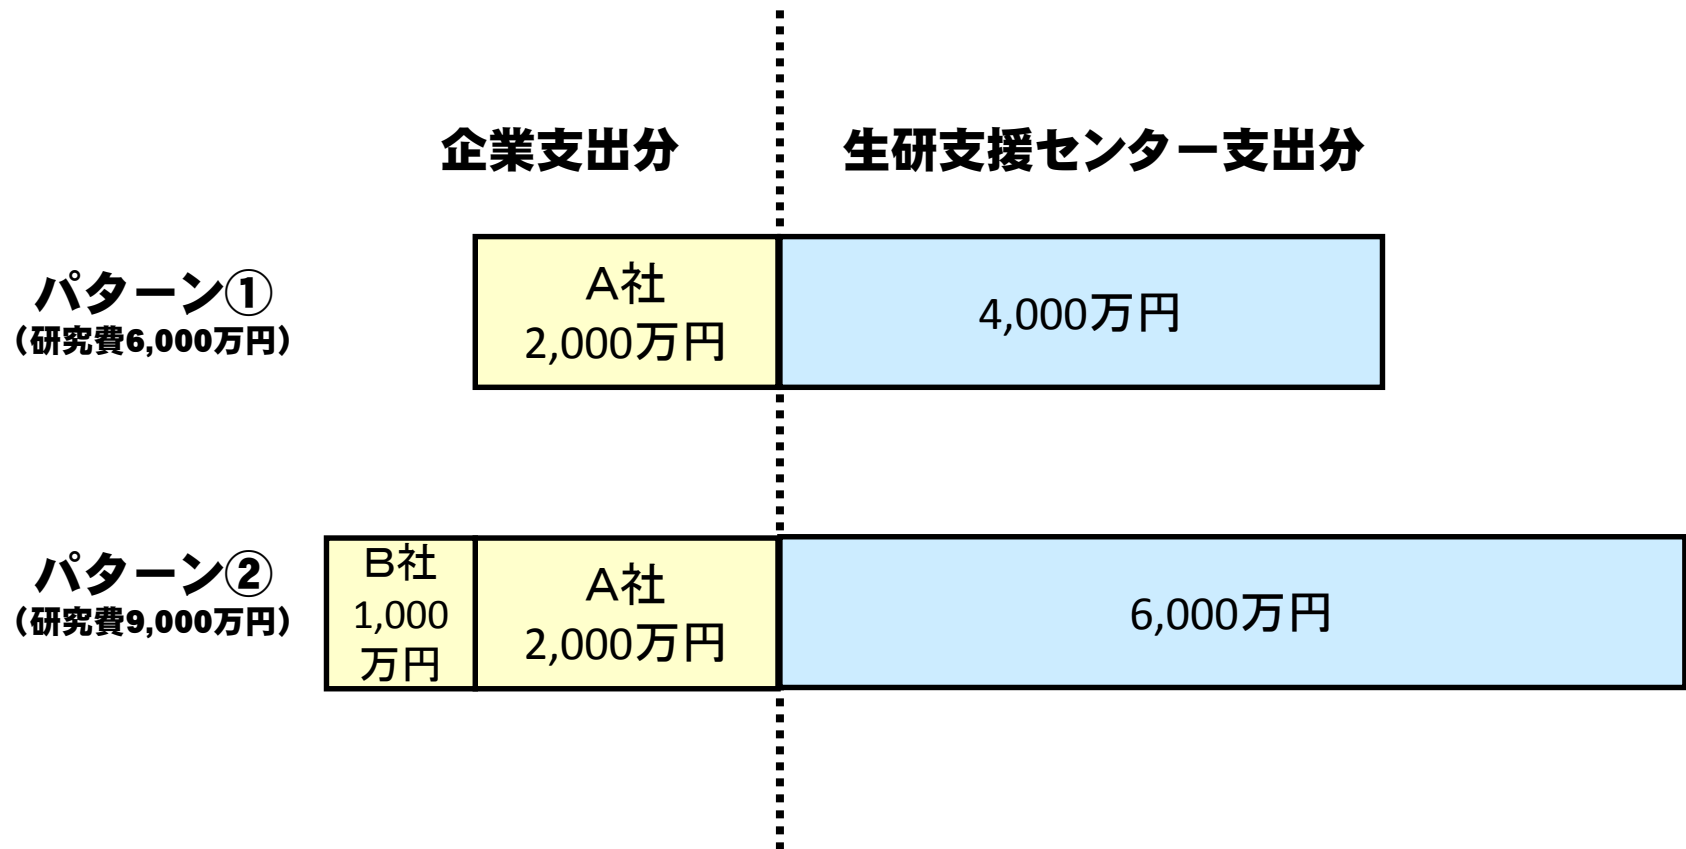 企業支出分
生研支援センター支出分
パターン①
（研究費6,000万円）
Ａ社
2,000万円
4,000万円
パターン②
（研究費9,000万円）
Ｂ社
1,000
万円
Ａ社
2,000万円
6,000万円